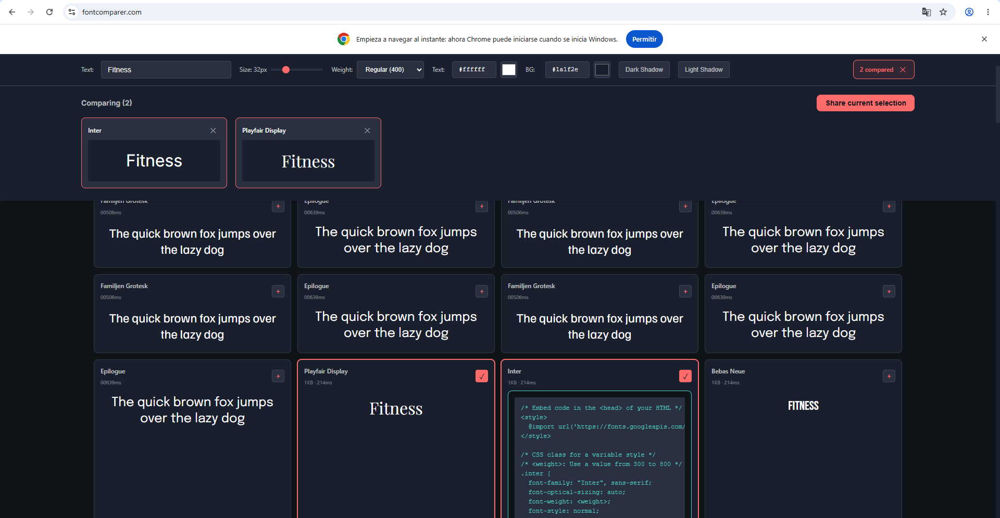 fontcomparer.com
Empieza a navegar al instante: ahora Chrome puede iniciarse cuando se inicia Windows.
Permitir
Text:
Fitness
Size: 32px
Weight:
Regular (400)
Text:
#ffffff
BG:
#1a1f2e
Dark Shadow
Light Shadow
2 compared
Comparing (2)
Share current selection
Inter
Fitness
Playfair Display
Fitness
Familjen Grotesk
00506ms
The quick brown fox jumps over
the lazy dog
Epilogue
00639ms
The quick brown fox jumps
over the lazy dog
Familjen Grotesk
00506ms
The quick brown fox jumps over
the lazy dog
Epilogue
00639ms
The quick brown fox jumps
over the lazy dog
Familjen Grotesk
00506ms
The quick brown fox jumps over
the lazy dog
Epilogue
00639ms
The quick brown fox jumps
over the lazy dog
Familjen Grotesk
00506ms
The quick brown fox jumps over
the lazy dog
Epilogue
00639ms
The quick brown fox jumps
over the lazy dog
Epilogue
00639ms
The quick brown fox jumps
over the lazy dog
Playfair Display
1KB · 214ms
Fitness
Inter
1KB · 214ms
/* Embed code in the <head> of your HTML */
<style>
@import url('https://fonts.googleapis.com/
</style>
/* CSS class for a variable style */
/* <weight>: Use a value from 300 to 800 */
.inter {
font-family: "Inter", sans-serif;
font-optical-sizing: auto;
font-weight: <weight>;
font-style: normal;
Bebas Neue
1KB · 214ms
FITNESS